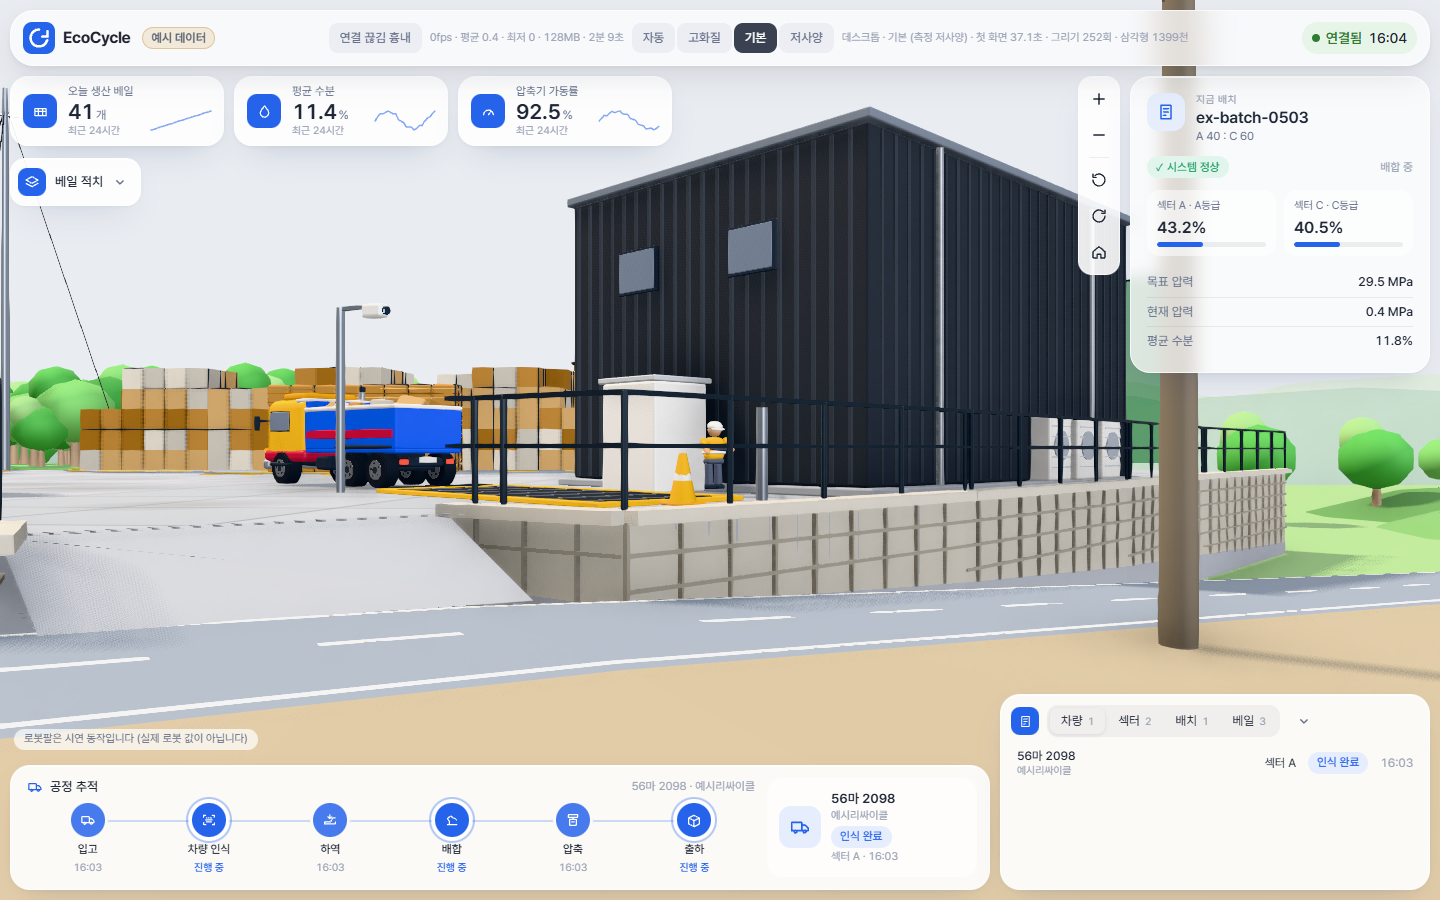 EcoCycle
예시 데이터
연결 끊김 흉내
0fps · 평균 0.4 · 최저 0 · 128MB · 2분 9초
자동
고화질
기본
저사양
데스크톱 · 기본 (측정 저사양) · 첫 화면 37.1초 · 그리기 252회 · 삼각형 1399천
연결됨 16:04
오늘 생산 베일
41개
최근 24시간
평균 수분
11.4%
최근 24시간
압축기 가동률
92.5%
최근 24시간
베일 적치
지금 배치
ex-batch-0503
A 40 : C 60
✓ 시스템 정상
배합 중
섹터 A · A등급
43.2%
섹터 C · C등급
40.5%
목표 압력 29.5 MPa
현재 압력 0.4 MPa
평균 수분 11.8%
로봇팔은 시연 동작입니다 (실제 로봇 값이 아닙니다)
공정 추적
56마 2098 · 예시리싸이클
입고
16:03
차량 인식
진행 중
하역
16:03
배합
진행 중
압축
16:03
출하
진행 중
56마 2098
예시리싸이클
인식 완료
섹터 A · 16:03
차량 1
섹터 2
배치 1
베일 3
56마 2098
예시리싸이클
섹터 A
인식 완료
16:03